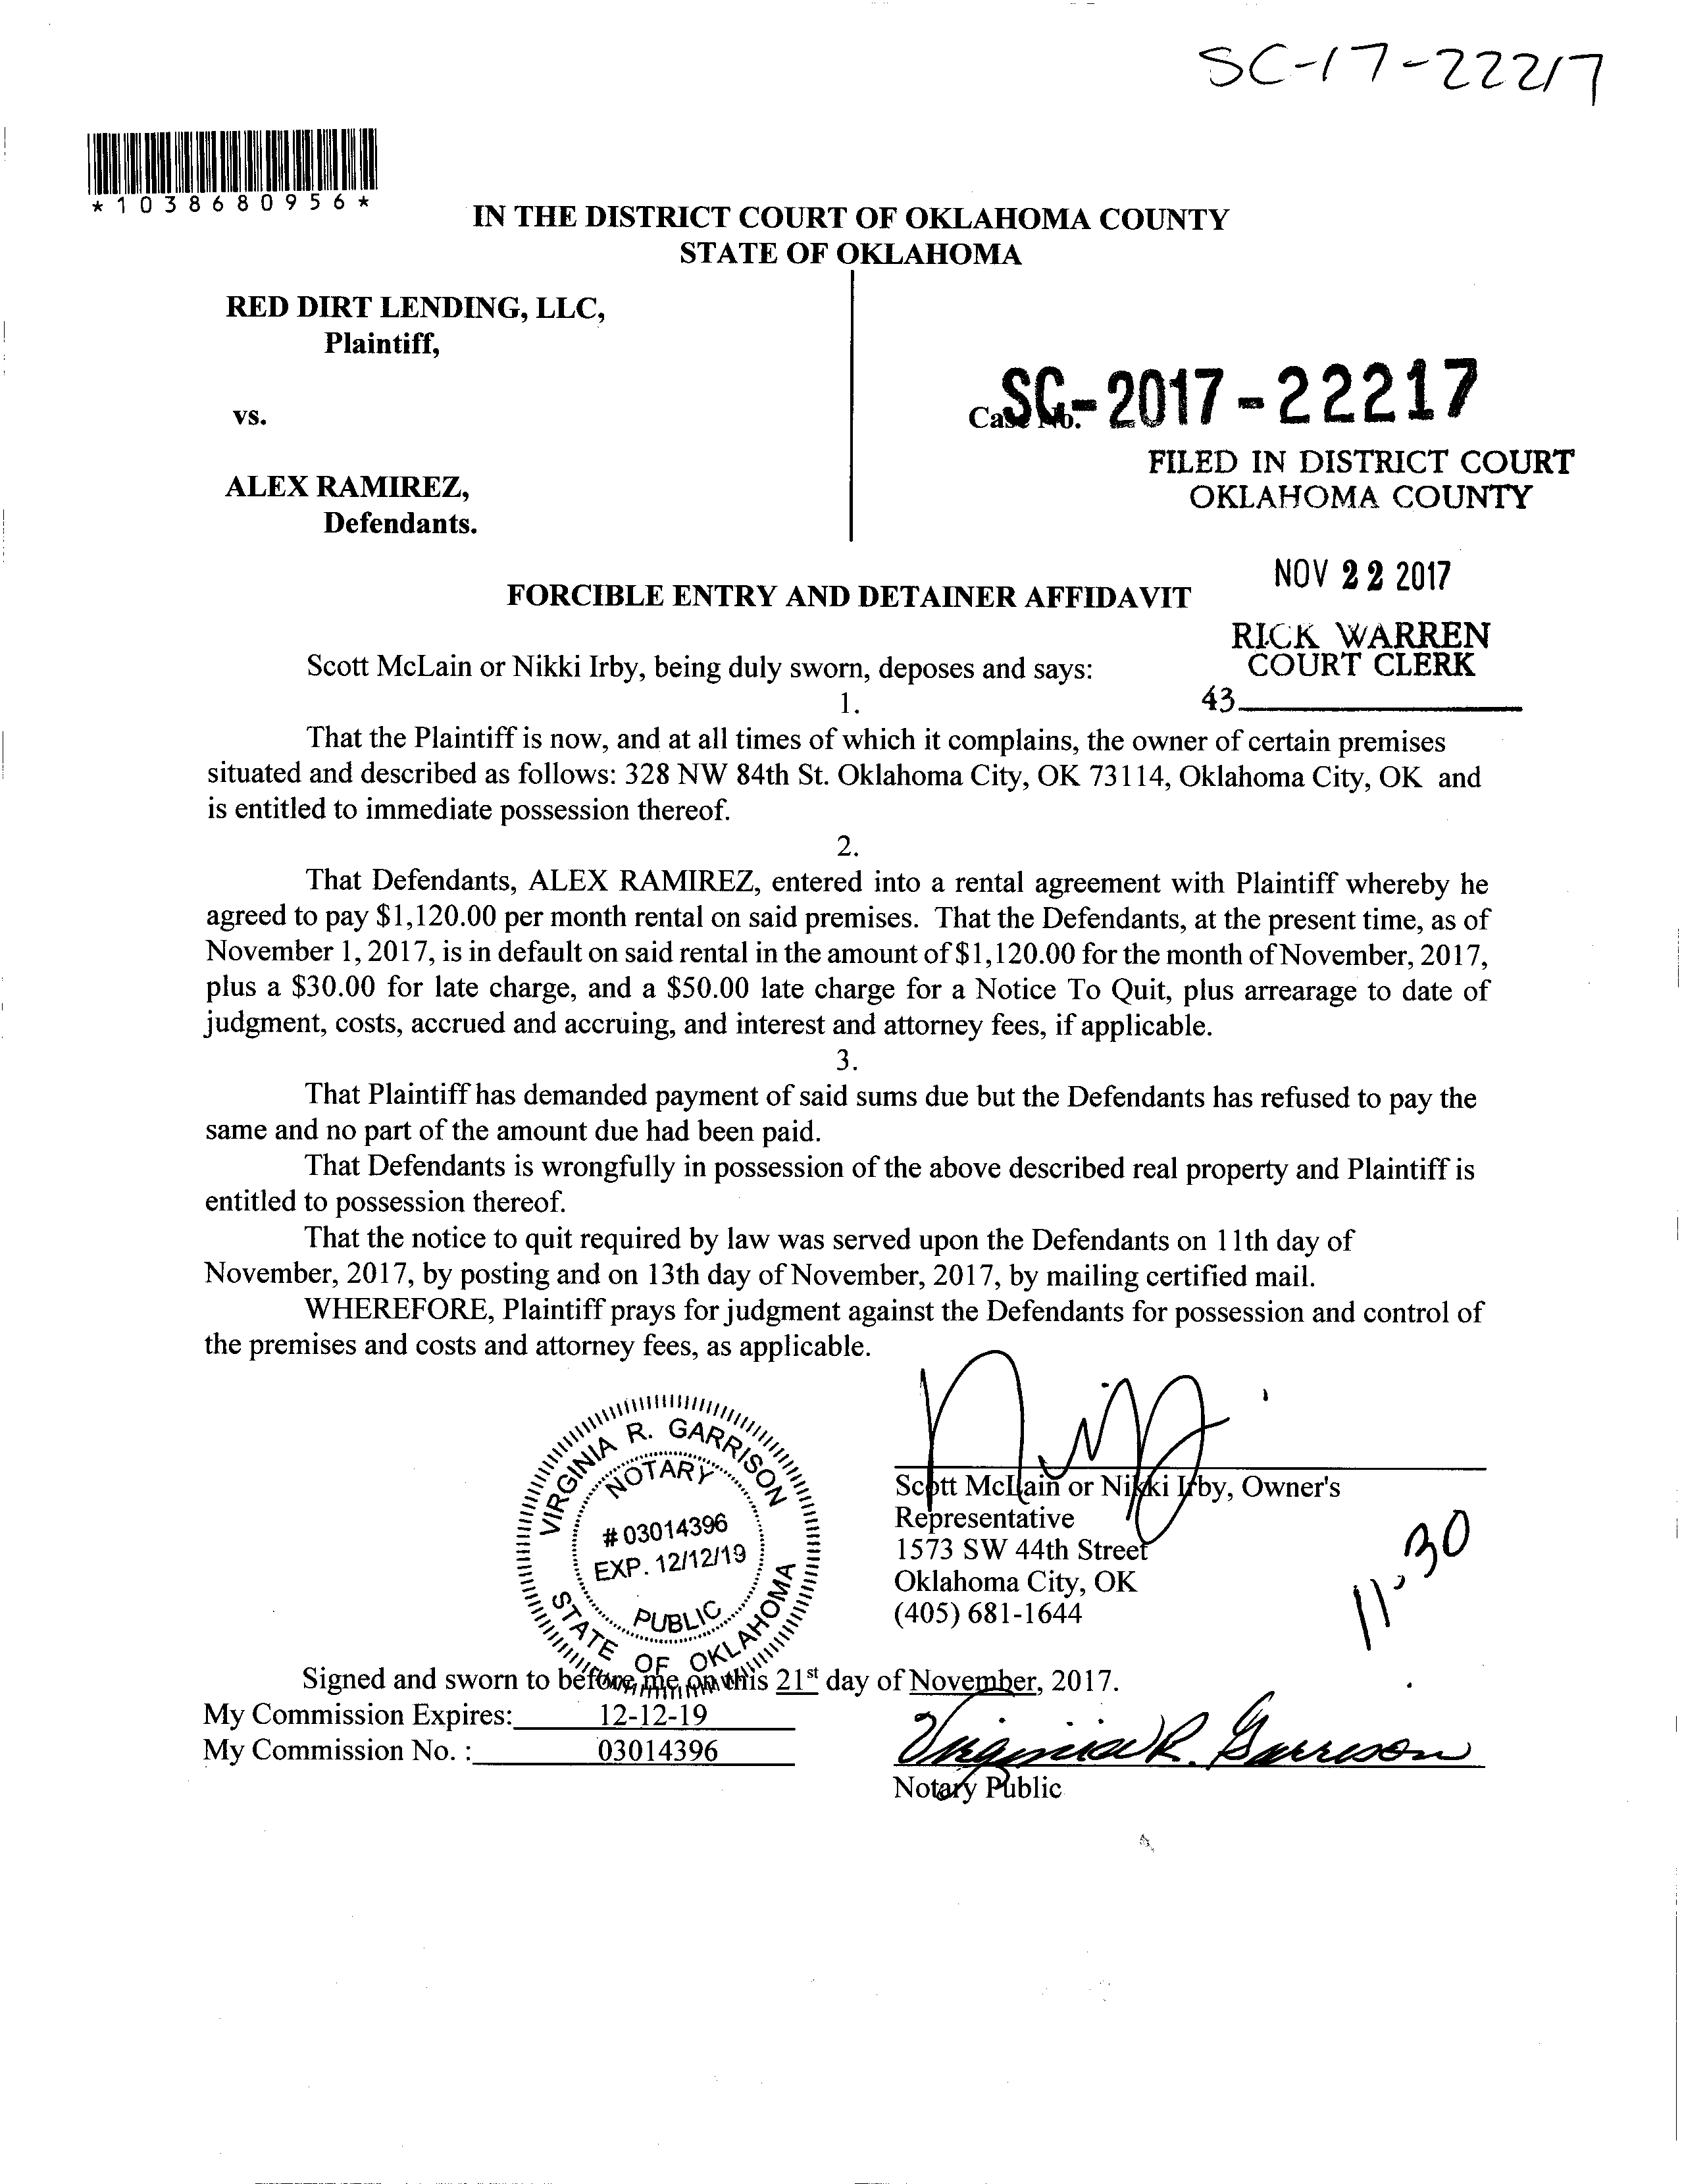 SC-17-22217
*1038680956*
IN THE DISTRICT COURT OF OKLAHOMA COUNTY
STATE OF OKLAHOMA
RED DIRT LENDING, LLC,
Plaintiff,
vs.
Case No.
SC-2017-22217
FILED IN DISTRICT COURT
OKLAHOMA COUNTY
ALEX RAMIREZ,
Defendants.
NOV 22 2017
FORCIBLE ENTRY AND DETAINER AFFIDAVIT
RICK WARREN
COURT CLERK
43
Scott McLain or Nikki Irby, being duly sworn, deposes and says:
1.
That the Plaintiff is now, and at all times of which it complains, the owner of certain premises
situated and described as follows: 328 NW 84th St. Oklahoma City, OK 73114, Oklahoma City, OK and
is entitled to immediate possession thereof.
2.
That Defendants, ALEX RAMIREZ, entered into a rental agreement with Plaintiff whereby he
agreed to pay $1,120.00 per month rental on said premises. That the Defendants, at the present time, as of
November 1, 2017, is in default on said rental in the amount of $1,120.00 for the month of November, 2017,
plus a $30.00 for late charge, and a $50.00 late charge for a Notice To Quit, plus arrearage to date of
judgment, costs, accrued and accruing, and interest and attorney fees, if applicable.
3.
That Plaintiff has demanded payment of said sums due but the Defendants has refused to pay the
same and no part of the amount due had been paid.
That Defendants is wrongfully in possession of the above described real property and Plaintiff is
entitled to possession thereof.
That the notice to quit required by law was served upon the Defendants on 11th day of
November, 2017, by posting and on 13th day of November, 2017, by mailing certified mail.
WHEREFORE, Plaintiff prays for judgment against the Defendants for possession and control of
the premises and costs and attorney fees, as applicable.
VIRGINIA R. GARRISON
NOTARY
# 03014396
EXP. 12/12/19
PUBLIC
STATE OF OKLAHOMA
Scott McLain or Nikki Irby, Owner's
Representative
1573 SW 44th Street
Oklahoma City, OK
(405) 681-1644
11.30
Signed and sworn to before me on this 21st day of November, 2017.
My Commission Expires: 12-12-19
My Commission No. : 03014396
Virginia R. Garrison
Notary Public